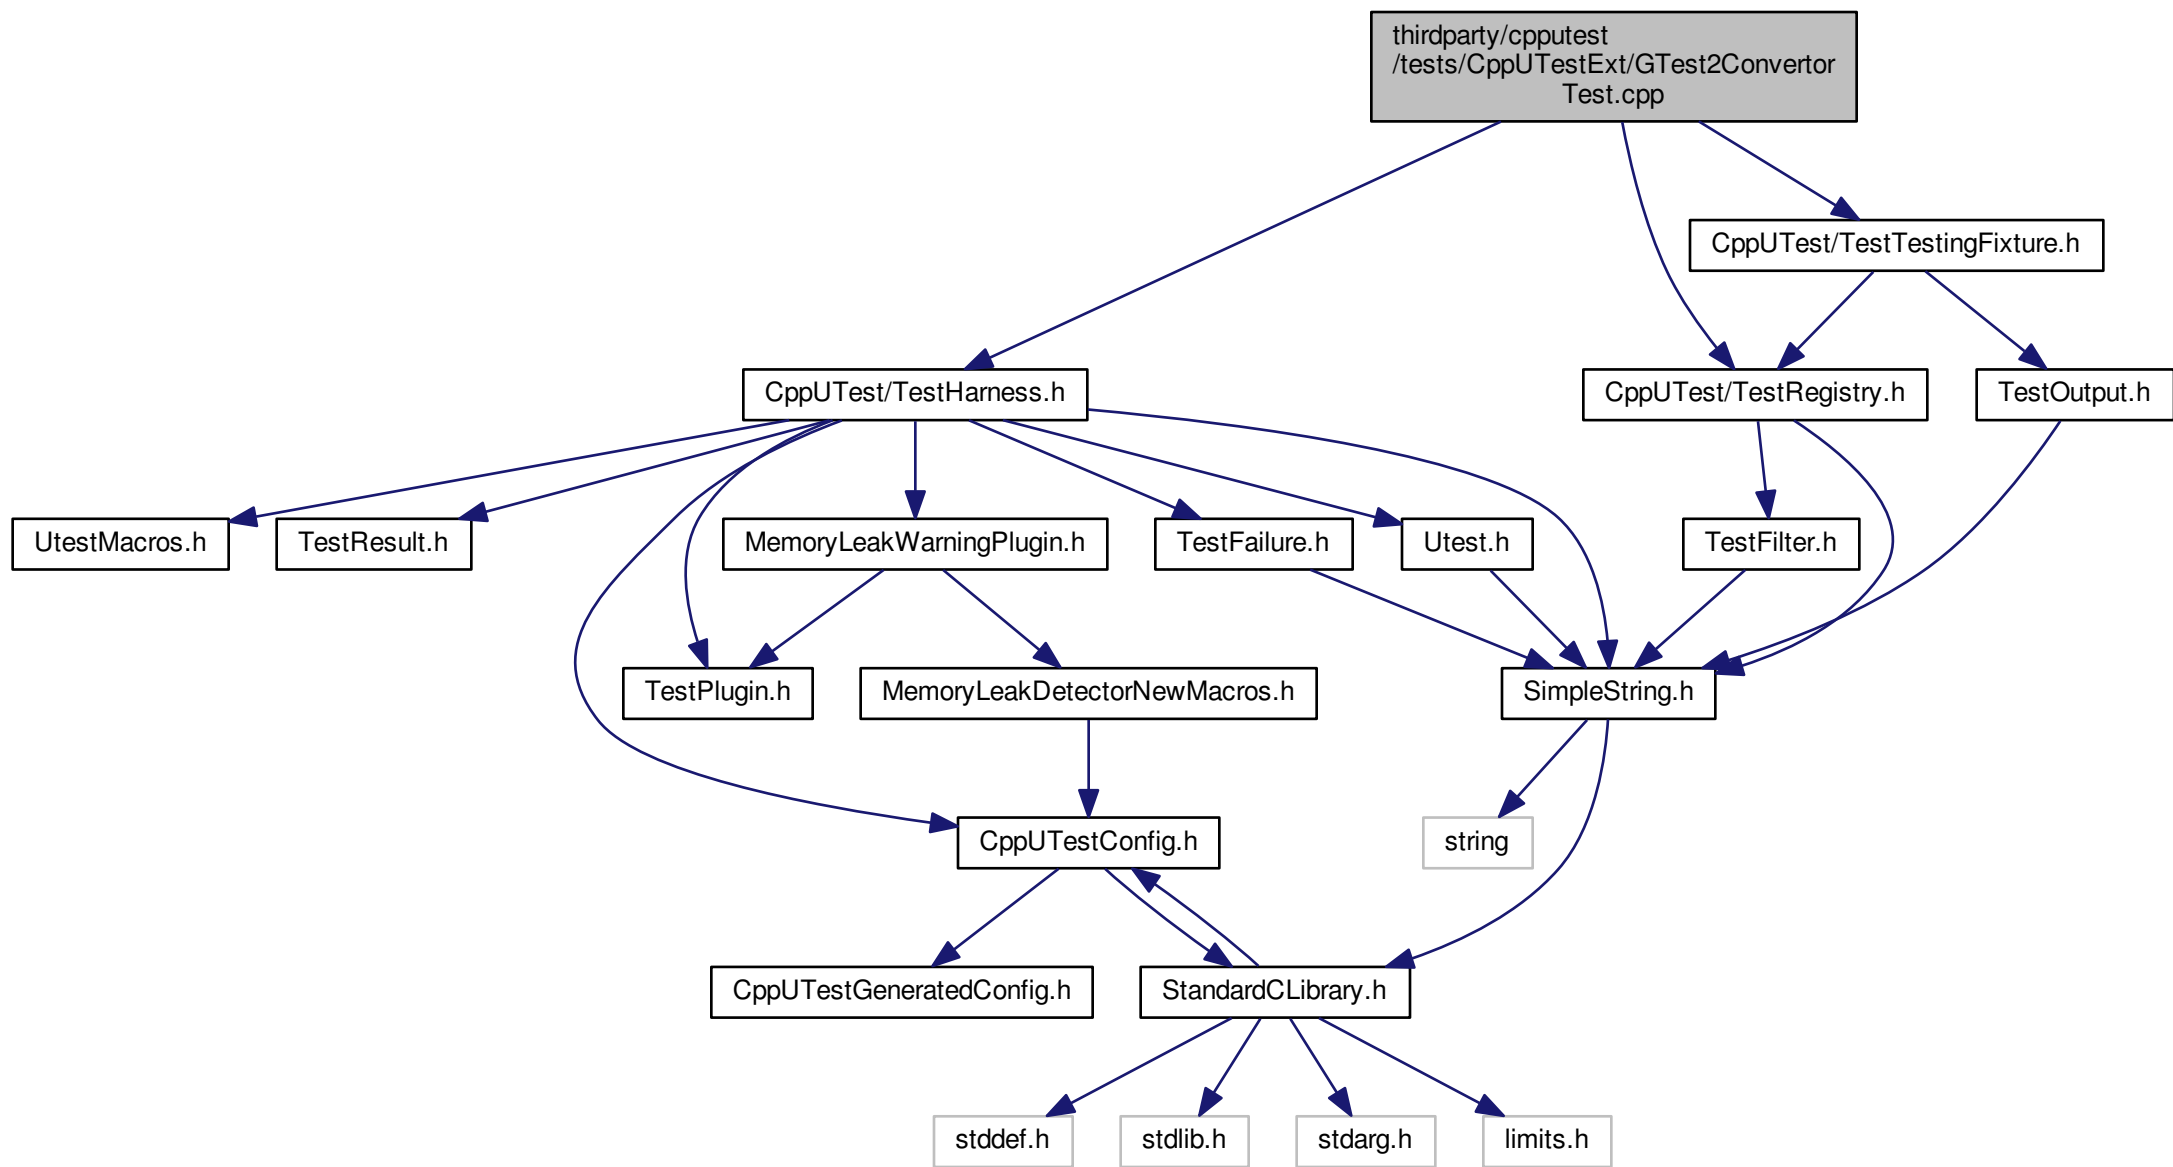 thirdparty/cpputest
/tests/CppUTestExt/GTest2Convertor
Test.cpp
CppUTest/TestTestingFixture.h
CppUTest/TestHarness.h
CppUTest/TestRegistry.h
TestOutput.h
UtestMacros.h
TestResult.h
MemoryLeakWarningPlugin.h
TestFailure.h
Utest.h
TestFilter.h
TestPlugin.h
MemoryLeakDetectorNewMacros.h
SimpleString.h
CppUTestConfig.h
string
CppUTestGeneratedConfig.h
StandardCLibrary.h
stddef.h
stdlib.h
stdarg.h
limits.h